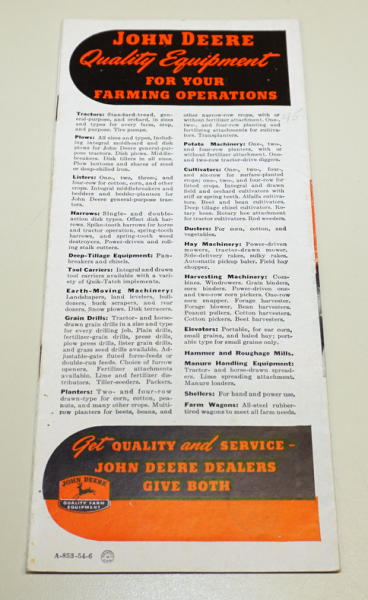 JOHN DEERE
Quality Equipment
FOR YOUR
FARMING OPERATIONS
Tractors: Standard-tread, gen-
eral-purpose, and orchard, in sizes
and types for every farm, crop,
and purpose. Tire pumps.
Plows: All sizes and types, includ-
ing integral moldboard and disk
plows for John Deere general-pur-
pose tractors. Disk plows. Middle-
breakers. Disk tillers in all sizes.
Plow bottoms and shares of steel
or deep-chilled iron.
Listers: One-, two-, three-, and
four-row for cotton, corn, and other
crops. Integral middlebreakers and
bedders and bedder-planters for
John Deere general-purpose trac-
tors.
Harrows: Single- and double-
action disk types. Offset disk har-
rows. Spike-tooth harrows for horse
and tractor operation, spring-tooth
harrows, and spring-tooth weed
destroyers. Power-driven and roll-
ing stalk cutters.
Deep-Tillage Equipment: Pan-
breakers and chisels.
Tool Carriers: Integral and drawn
tool carriers available with a vari-
ety of Quik-Tatch implements.
Earth-Moving Machinery:
Landshapers, land levelers, bull-
dozers, buck scrapers, and rear
dozers, Snow plows. Disk terracers.
Grain Drills: Tractor- and horse-
drawn grain drills in a size and type
for every drilling job. Plain drills,
fertilizer-grain drills, press drills,
plow press drills, lister grain drills,
and grass seed drills available. Ad-
justable-gate fluted force-feeds or
double-run feeds. Choice of furrow
openers. Fertilizer attachments
available. Lime and fertilizer dis-
tributors. Tiller-seeders. Packers.
Planters: Two- and four-row
drawn-type for corn, cotton, pea-
nuts, and many other crops. Multi-
row planters for beets, beans, and
other narrow-row crops, with or
without fertilizer attachment. One-,
two-, and four-row planting and
fertilizing attachments for cultiva-
tors. Transplanters.
Potato Machinery: One-, two-,
and four-row planters, with or
without fertilizer attachment. One-
and two-row tractor-drive diggers.
Cultivators: One-, two-, four-,
and six-row for surface-planted
crops; one-, two-, and four-row for
listed crops. Integral and drawn
field and orchard cultivators with
stiff or spring teeth. Alfalfa cultiva-
tors. Beet and bean cultivators.
Deep tillage chisel cultivators. Ro-
tary hoes. Rotary hoe attachment
for tractor cultivators. Rod weeders.
Dusters: For corn, cotton, and
vegetables.
Hay Machinery: Power-driven
mowers, tractor-drawn mower.
Side-delivery rakes, sulky rakes.
Automatic pickup baler. Field hay
chopper.
Harvesting Machinery: Com-
bines. Windrowers. Grain binders,
corn binders. Power-driven one-
and two-row corn pickers. One-row
corn snapper. Forage harvester.
Forage blower. Bean harvesters.
Peanut pullers. Cotton harvesters.
Cotton pickers. Beet harvesters.
Elevators: Portable, for ear corn,
small grains, and baled hay; port-
able type for small grains only.
Hammer and Roughage Mills.
Manure Handling Equipment:
Tractor- and horse-drawn spread-
ers. Lime spreading attachment.
Manure loaders.
Shellers: For hand and power use.
Farm Wagons: All-steel rubber-
tired wagons to meet all farm needs.
Get QUALITY and SERVICE-
JOHN DEERE DEALERS
GIVE BOTH
JOHN DEERE
QUALITY FARM
EQUIPMENT
A-853-54-6